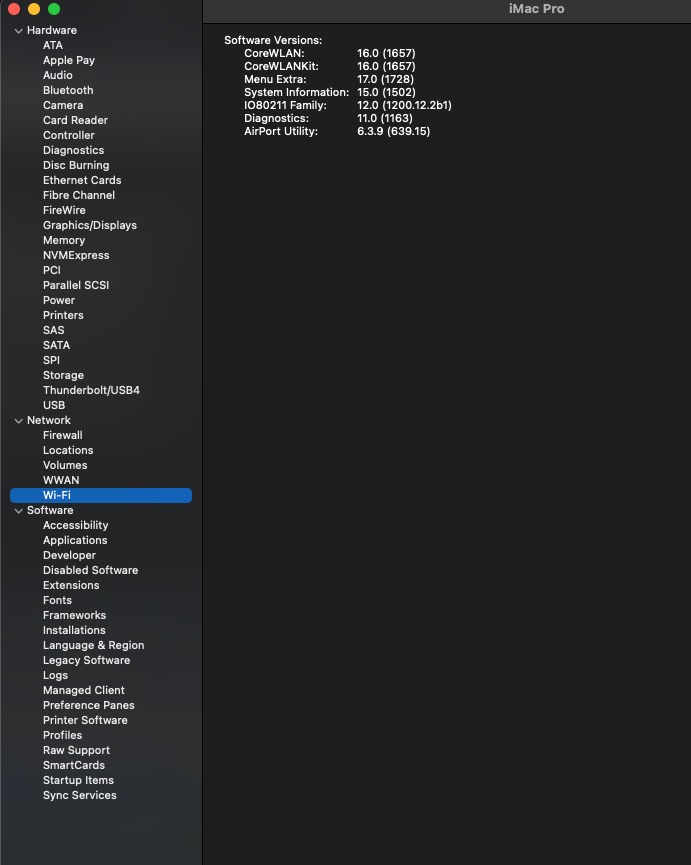 iMac Pro
Hardware
ATA
Apple Pay
Audio
Bluetooth
Camera
Card Reader
Controller
Diagnostics
Disc Burning
Ethernet Cards
Fibre Channel
FireWire
Graphics/Displays
Memory
NVMExpress
PCI
Parallel SCSI
Power
Printers
SAS
SATA
SPI
Storage
Thunderbolt/USB4
USB
Network
Firewall
Locations
Volumes
WWAN
Wi-Fi
Software
Accessibility
Applications
Developer
Disabled Software
Extensions
Fonts
Frameworks
Installations
Language & Region
Legacy Software
Logs
Managed Client
Preference Panes
Printer Software
Profiles
Raw Support
SmartCards
Startup Items
Sync Services
Software Versions:
CoreWLAN: 16.0 (1657)
CoreWLANKit: 16.0 (1657)
Menu Extra: 17.0 (1728)
System Information: 15.0 (1502)
IO80211 Family: 12.0 (1200.12.2b1)
Diagnostics: 11.0 (1163)
AirPort Utility: 6.3.9 (639.15)